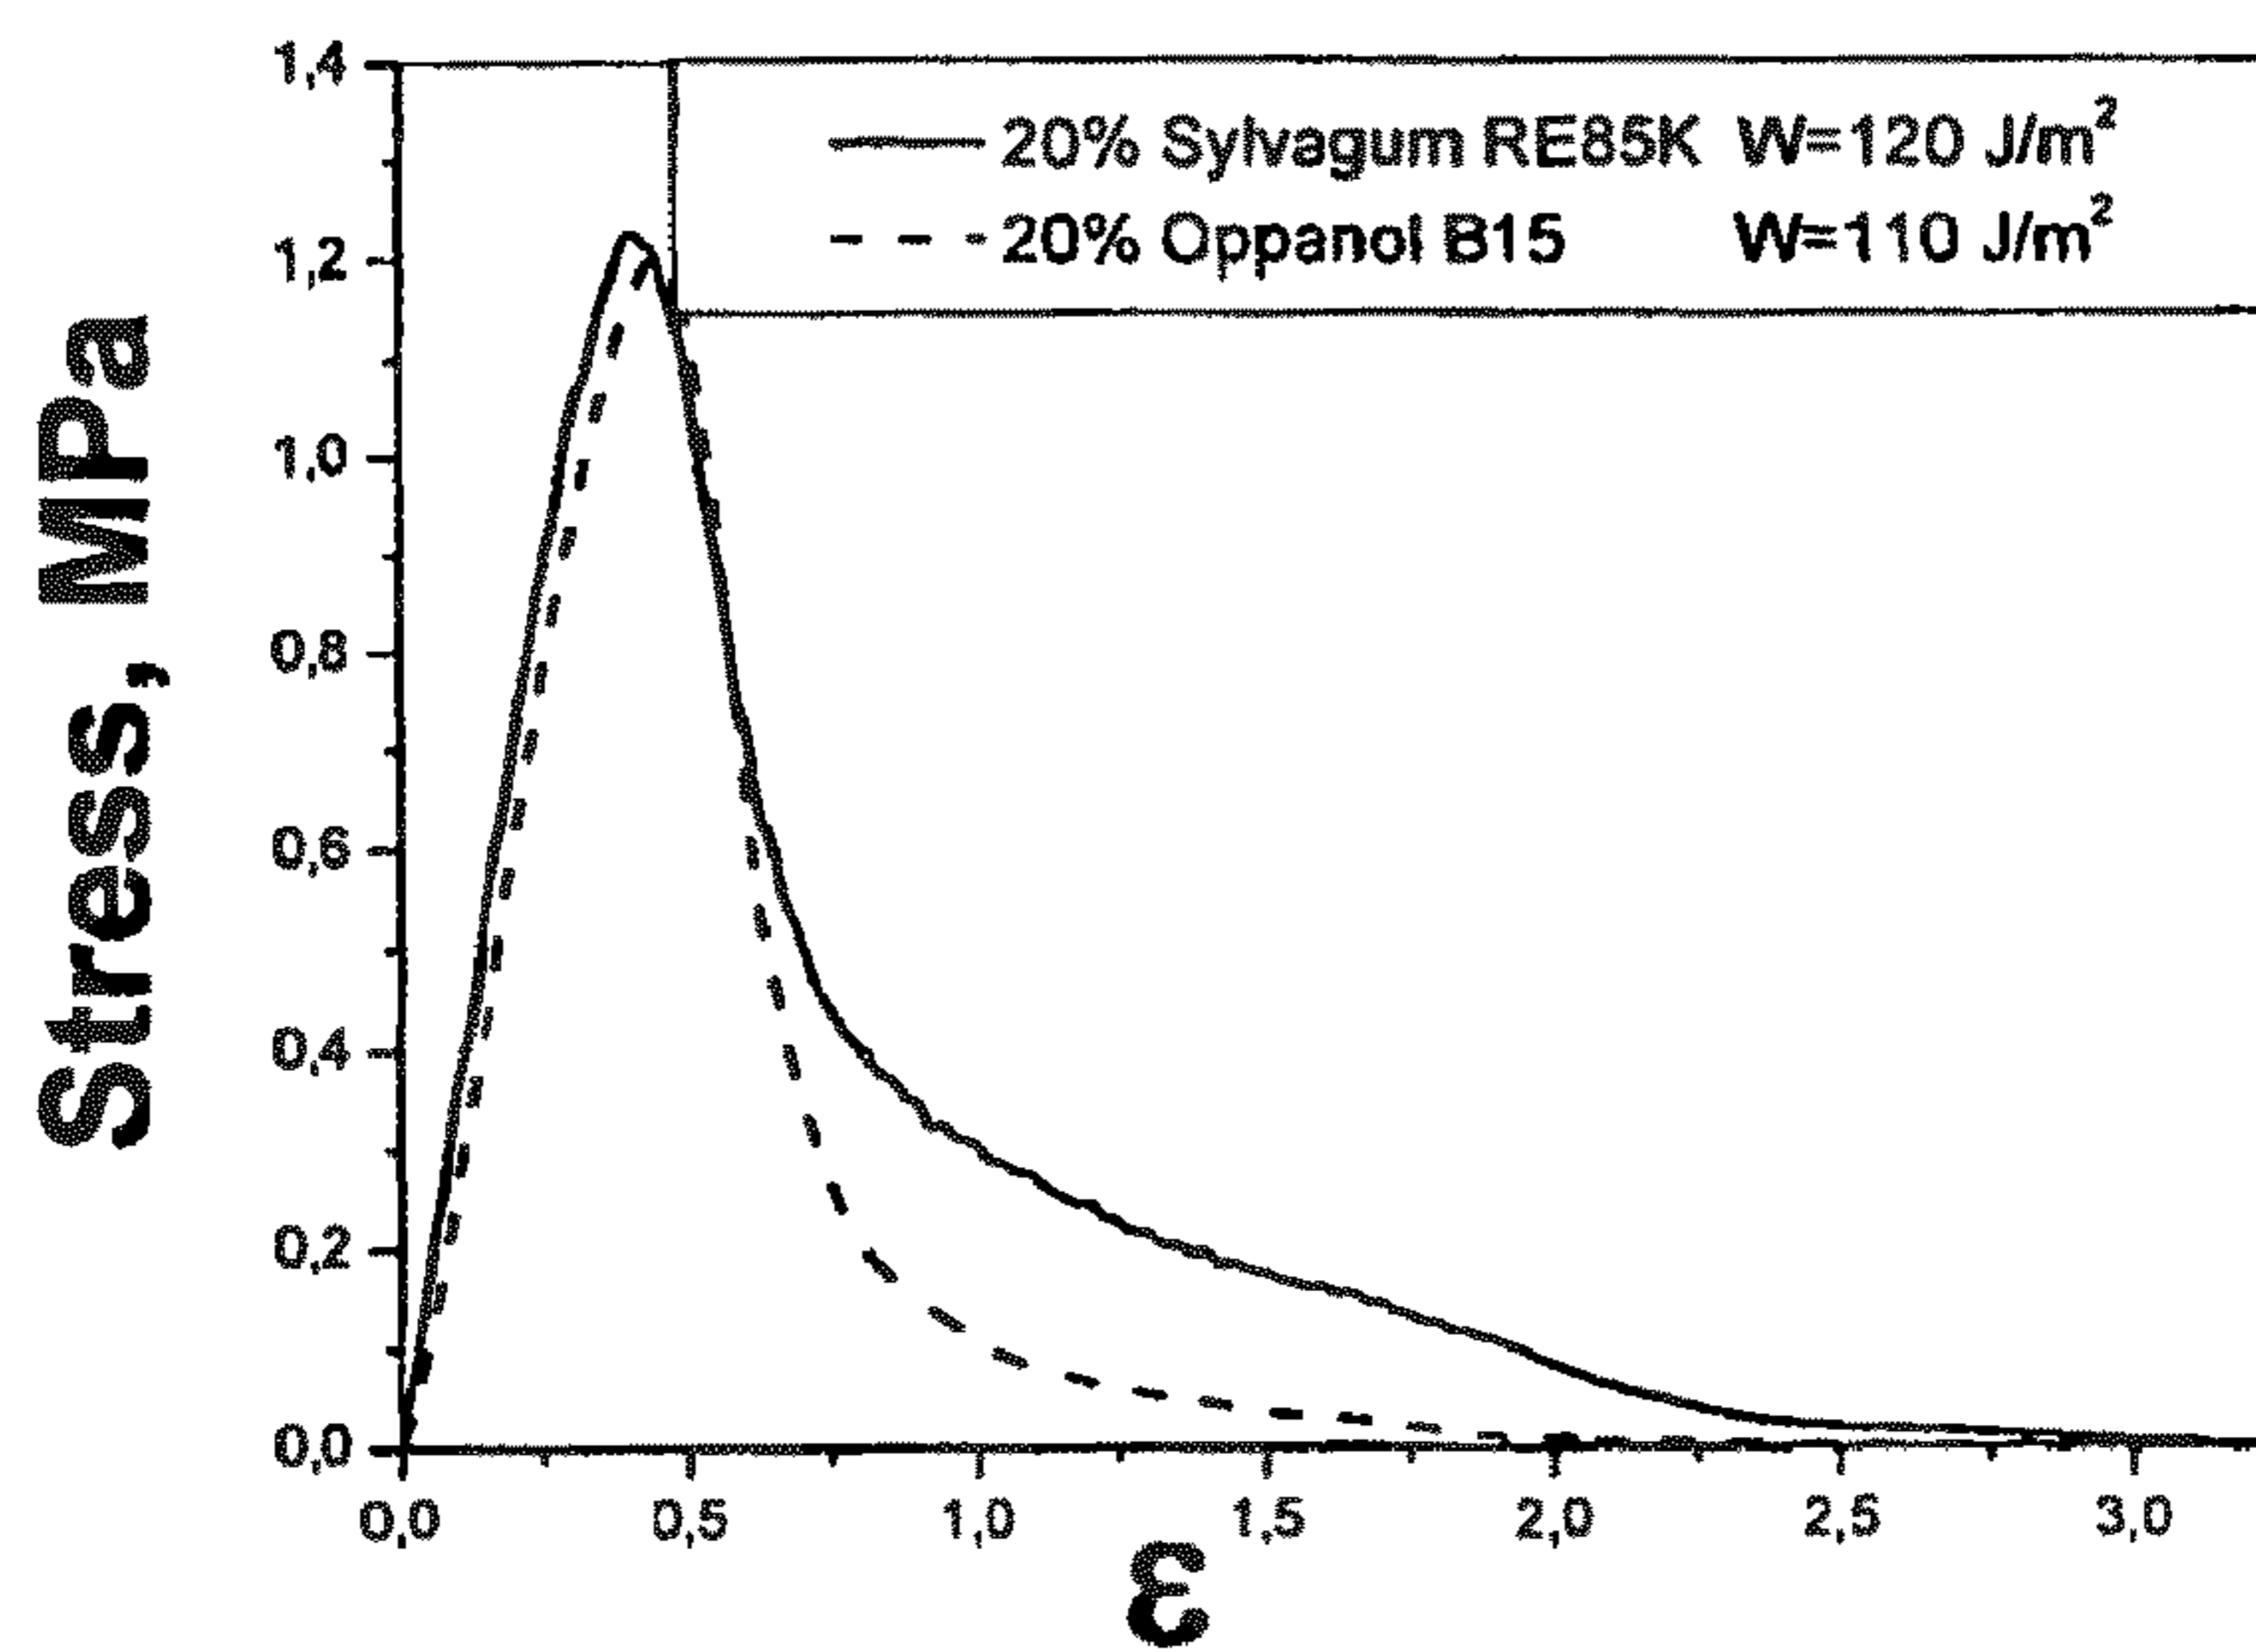 Stress, MPa
1,4
1,2
1,0
0,8
0,6
0,4
0,2
0,0
20% Sylvagum RE85K W=120 J/m²
20% Oppanol B15 W=110 J/m²
0,0 0,5 1,0 1,5 2,0 2,5 3,0
ε